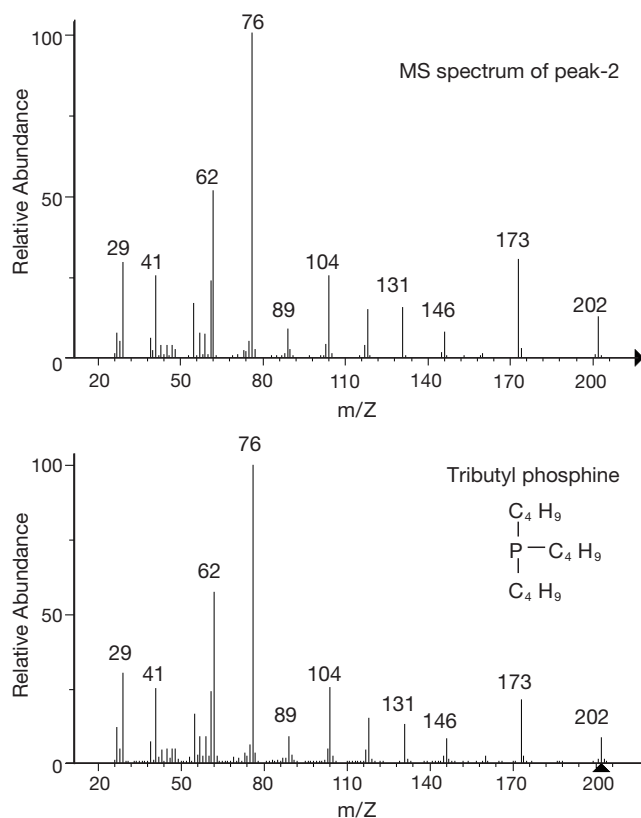 76
100
MS spectrum of peak-2
Relative Abundance
62
50
29
41
104
173
131
89
146
202
0
20 50 80 110 140 170 200
m/Z
76
100
Tributyl phosphine
C4 H9
P — C4 H9
C4 H9
Relative Abundance
62
50
29
41
104
173
131
89
146
202
0
20 50 80 110 140 170 200
m/Z